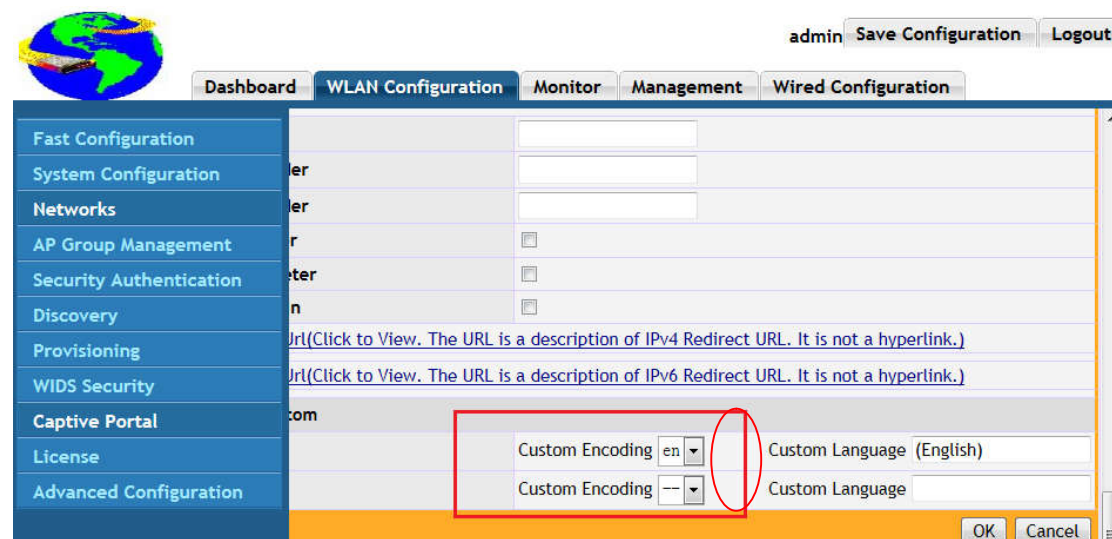 admin Save Configuration Logout
Dashboard WLAN Configuration Monitor Management Wired Configuration
Fast Configuration
System Configuration
ler
Networks
ler
AP Group Management
r
Security Authentication
eter
Discovery
n
Provisioning
Url(Click to View. The URL is a description of IPv4 Redirect URL. It is not a hyperlink.)
WIDS Security
Url(Click to View. The URL is a description of IPv6 Redirect URL. It is not a hyperlink.)
Captive Portal
com
License
Custom Encoding en Custom Language (English)
Advanced Configuration
Custom Encoding -- Custom Language
OK Cancel